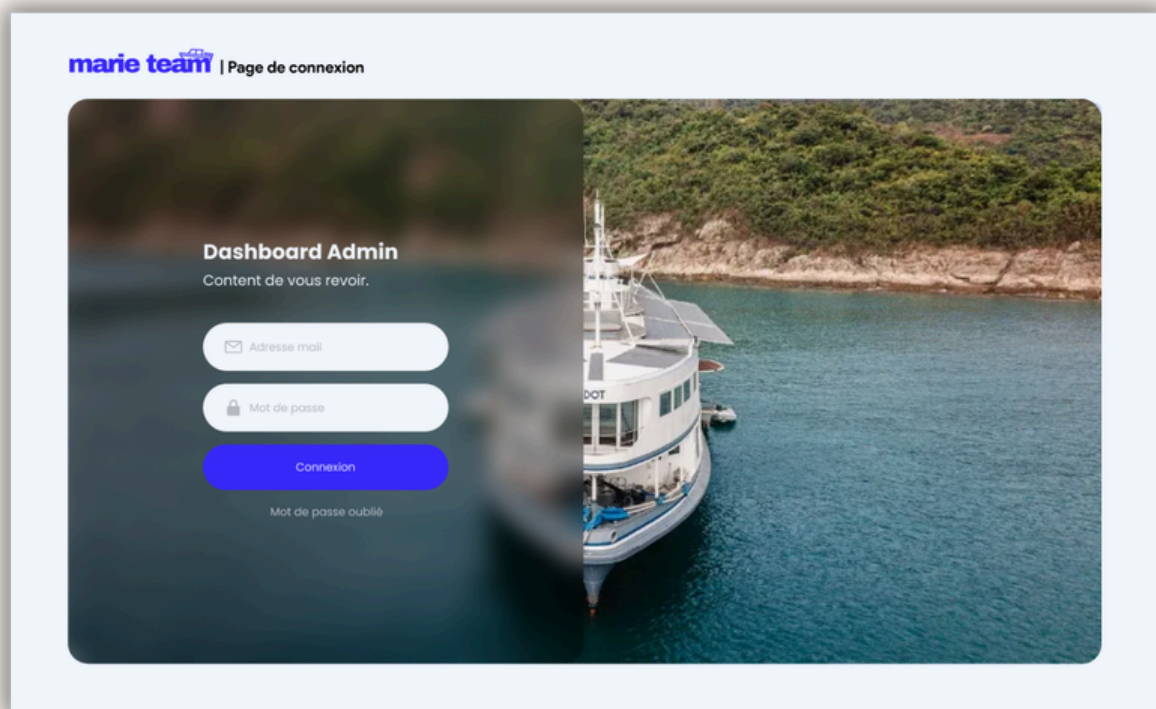 marie team | Page de connexion
Dashboard Admin
Content de vous revoir.
Adresse mail
Mot de passe
Connexion
Mot de passe oublié
DOT